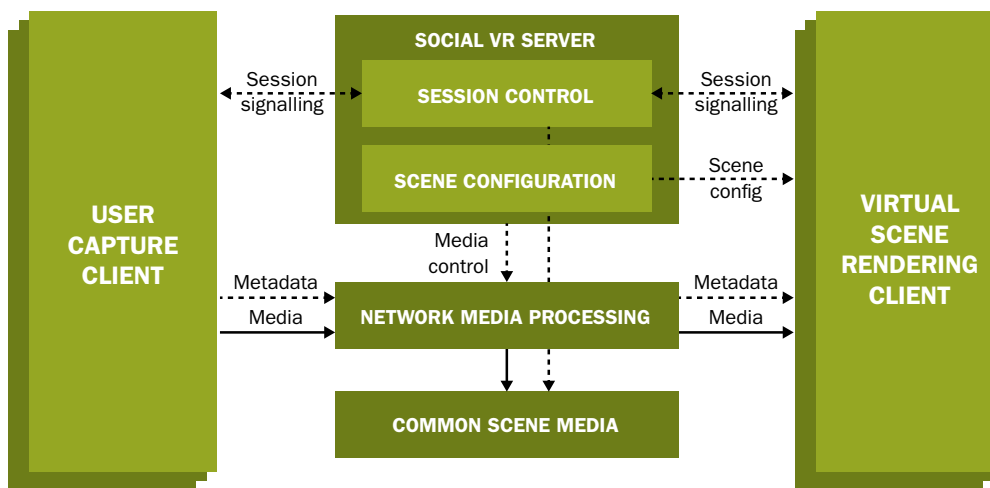 SOCIAL VR SERVER
Session
signalling
SESSION CONTROL
Session
signalling
SCENE CONFIGURATION
Scene
config
USER
CAPTURE
CLIENT
VIRTUAL
SCENE
RENDERING
CLIENT
Media
control
Metadata
Media
NETWORK MEDIA PROCESSING
Metadata
Media
COMMON SCENE MEDIA